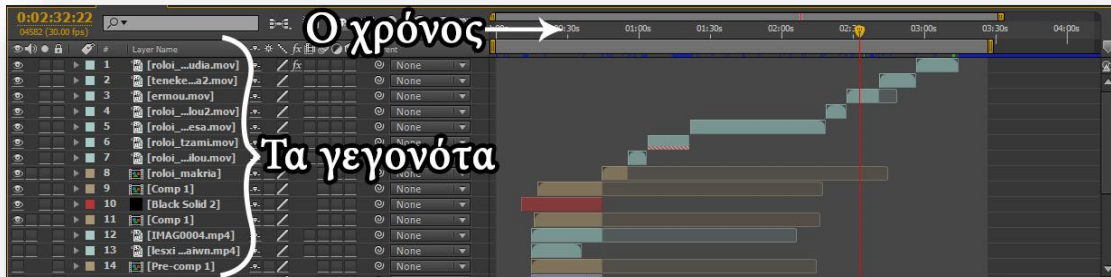 0:02:32:22
04582 (30.00 fps)
Ο χρόνος
01:00s 01:30s 02:00s 03:00s 03:30s 04:00s
# Layer Name
1 [roloi_...udia.mov] None
2 [teneke...a2.mov] None
3 [ermou.mov] None
4 [roloi_...lou2.mov] None
5 [roloi_...esa.mov] None
6 [roloi_tzami.mov] None
7 [roloi_...ilou.mov] None
Τα γεγονότα
8 [roloi_makria] None
9 [Comp 1] None
10 [Black Solid 2] None
11 [Comp 1] None
12 [IMAG0004.mp4] None
13 [lesxi ...aiwn.mp4] None
14 [Pre-comp 1] None